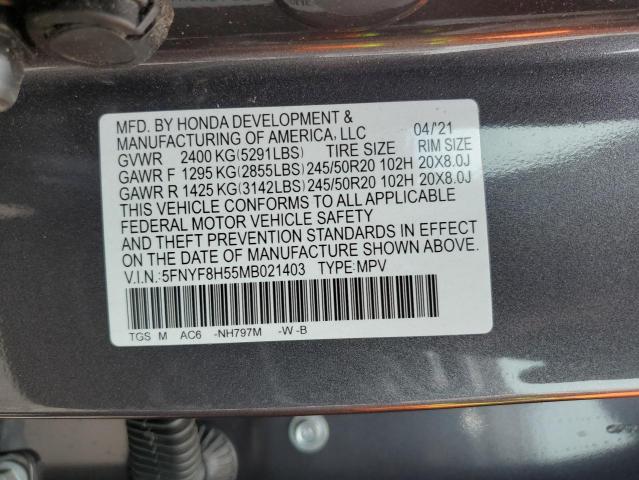 MFD. BY HONDA DEVELOPMENT &
MANUFACTURING OF AMERICA, LLC 04/'21
GVWR 2400 KG(5291LBS) TIRE SIZE RIM SIZE
GAWR F 1295 KG(2855LBS) 245/50R20 102H 20X8.0J
GAWR R 1425 KG(3142LBS) 245/50R20 102H 20X8.0J
THIS VEHICLE CONFORMS TO ALL APPLICABLE
FEDERAL MOTOR VEHICLE SAFETY
AND THEFT PREVENTION STANDARDS IN EFFECT
ON THE DATE OF MANUFACTURE SHOWN ABOVE.
V.I.N.:5FNYF8H55MB021403 TYPE:MPV
TGS M AC6 -NH797M -W -B